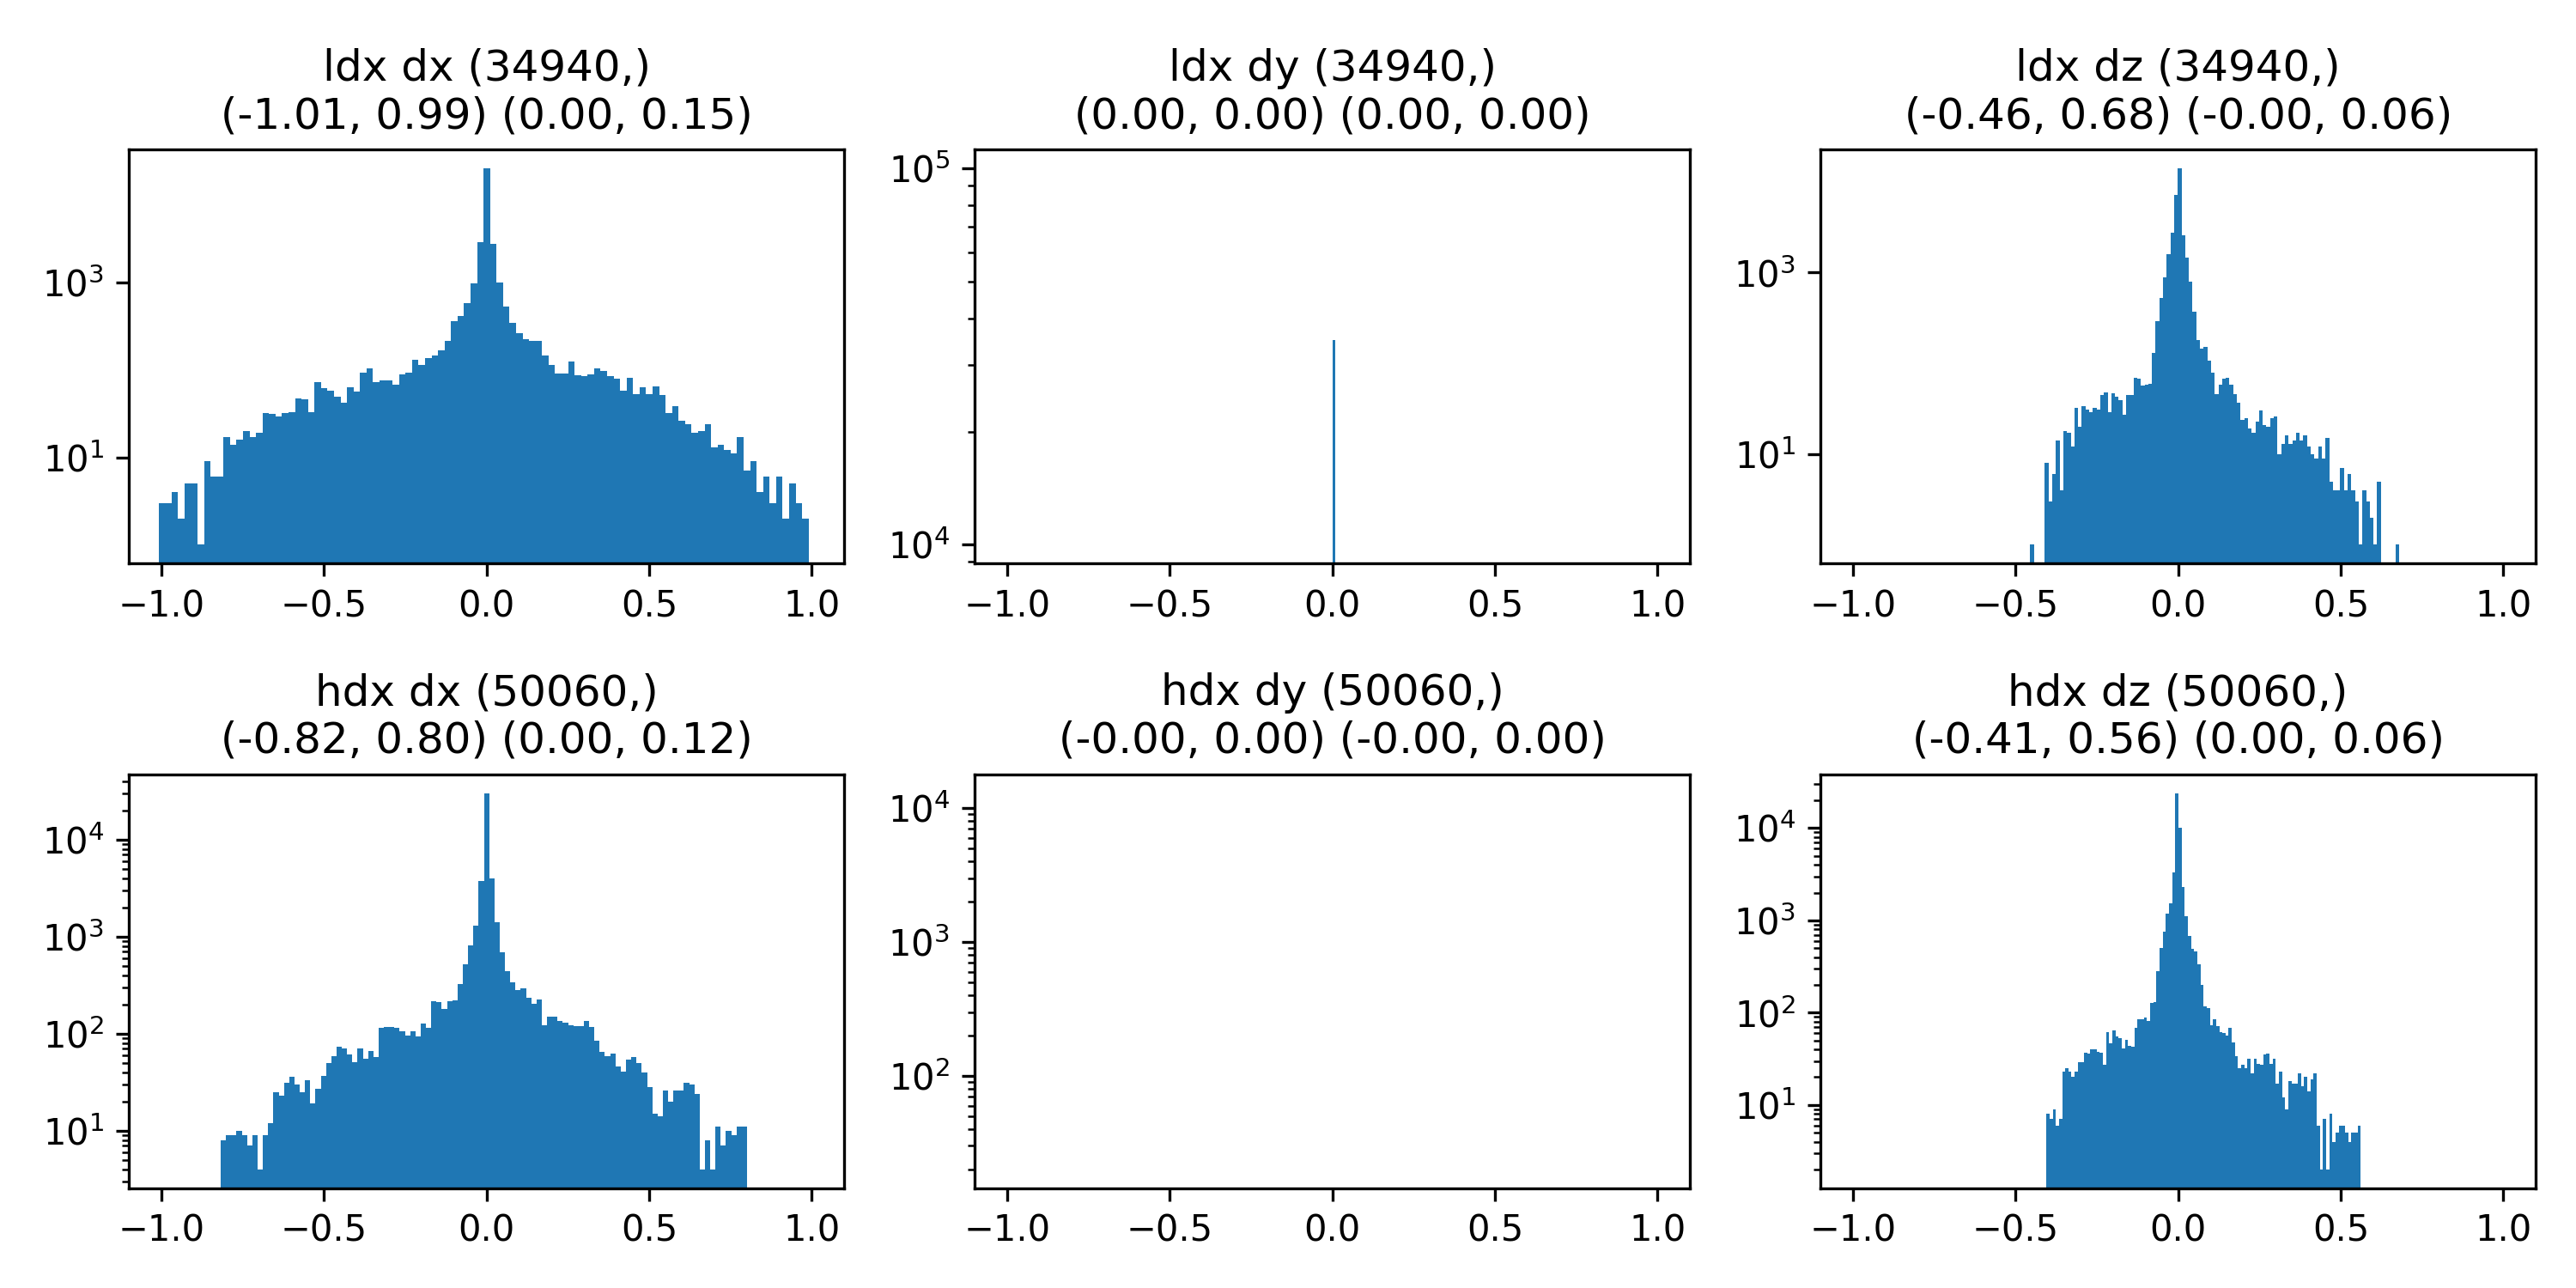 ldx dx (34940,)
(-1.01, 0.99) (0.00, 0.15)
10³
10¹
−1.0 −0.5 0.0 0.5 1.0
ldx dy (34940,)
(0.00, 0.00) (0.00, 0.00)
10⁵
10⁴
−1.0 −0.5 0.0 0.5 1.0
ldx dz (34940,)
(-0.46, 0.68) (-0.00, 0.06)
10³
10¹
−1.0 −0.5 0.0 0.5 1.0
hdx dx (50060,)
(-0.82, 0.80) (0.00, 0.12)
10⁴
10³
10²
10¹
−1.0 −0.5 0.0 0.5 1.0
hdx dy (50060,)
(-0.00, 0.00) (-0.00, 0.00)
10⁴
10³
10²
−1.0 −0.5 0.0 0.5 1.0
hdx dz (50060,)
(-0.41, 0.56) (0.00, 0.06)
10⁴
10³
10²
10¹
−1.0 −0.5 0.0 0.5 1.0